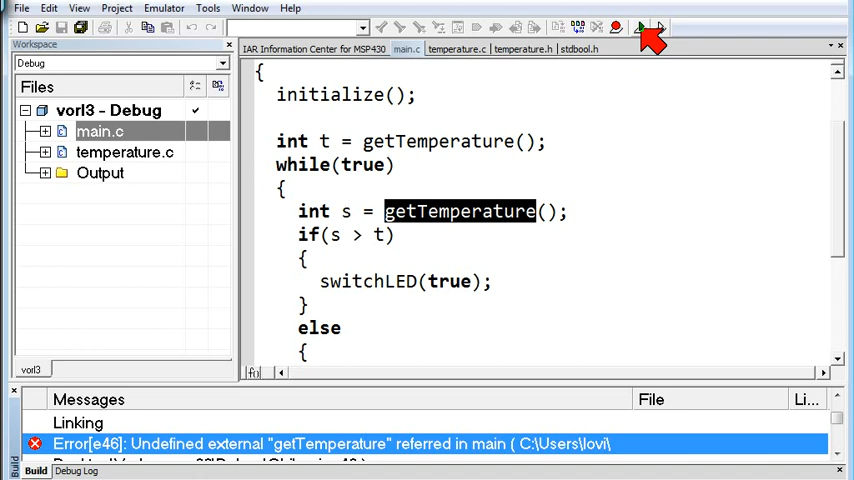 File Edit View Project Emulator Tools Window Help
Workspace
Debug
Files
vorl3 - Debug
main.c
temperature.c
Output
vorl3
IAR Information Center for MSP430 main.c temperature.c temperature.h stdbool.h
{
initialize();
int t = getTemperature();
while(true)
{
int s = getTemperature();
if(s > t)
{
switchLED(true);
}
else
{
f()
Messages File Li...
Linking
Error[e46]: Undefined external "getTemperature" referred in main ( C:\Users\lovi\
Build
Build Debug Log